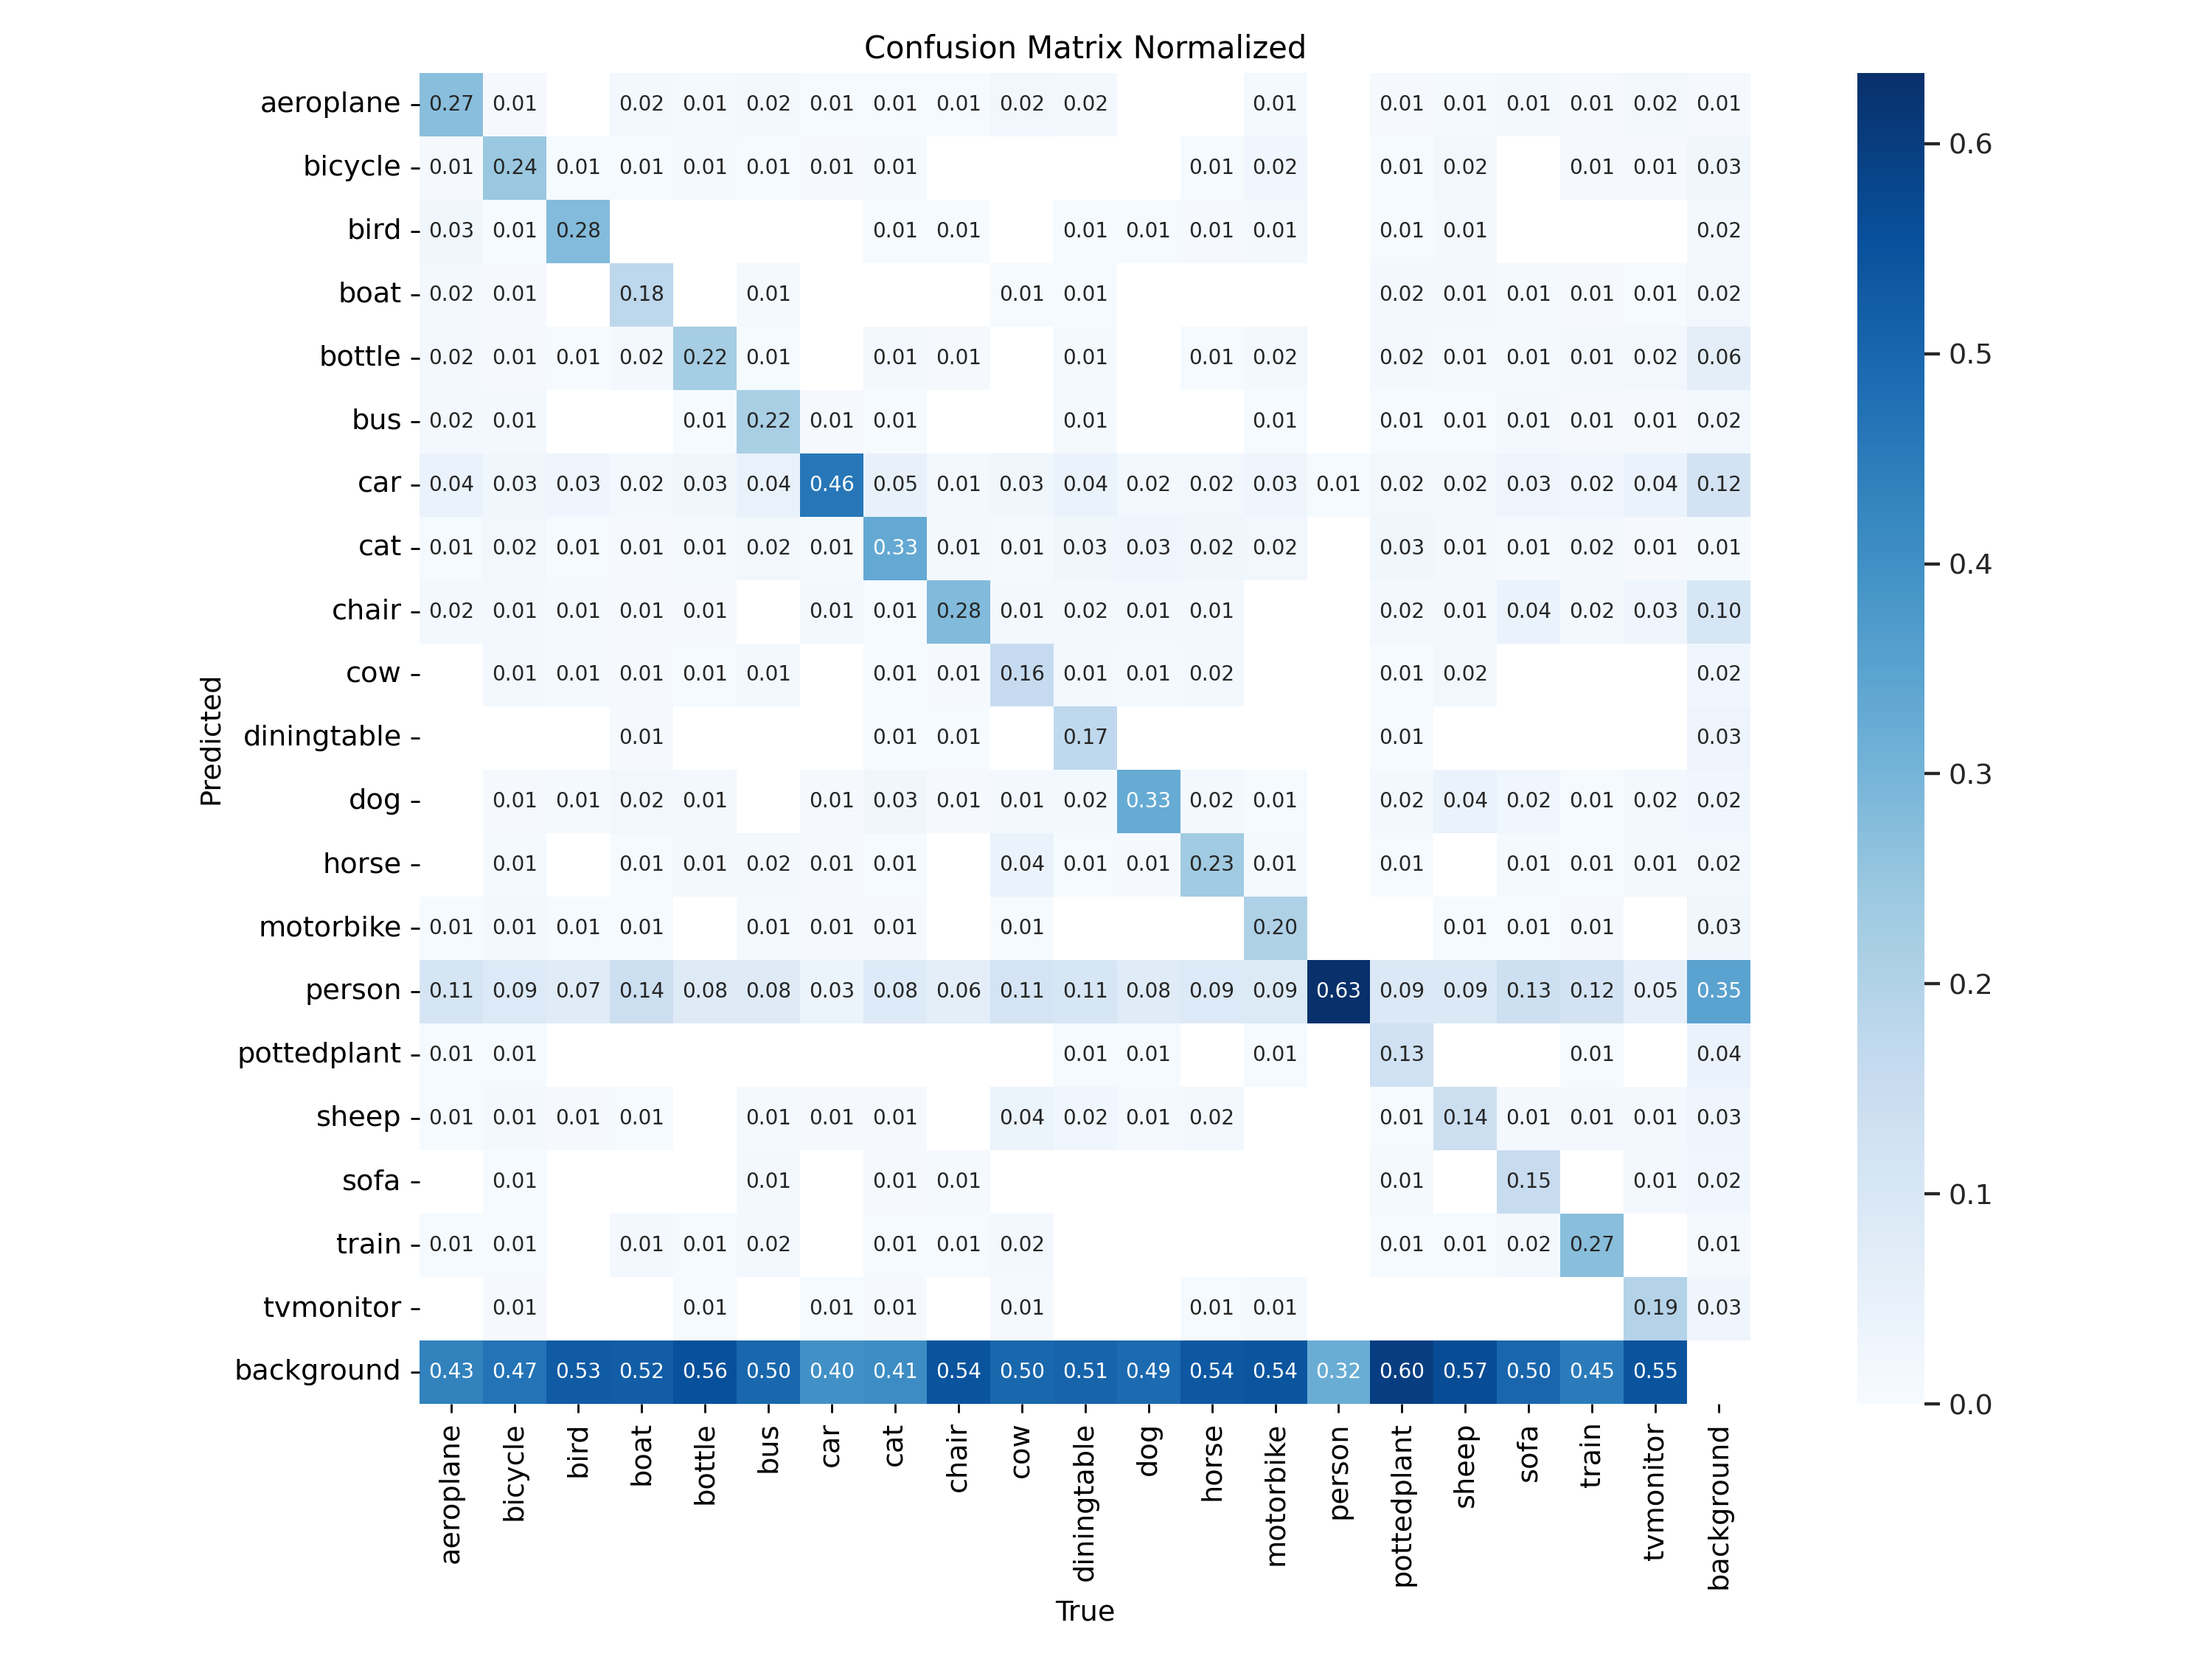 Confusion Matrix Normalized
aeroplane 0.27 0.01 0.02 0.01 0.02 0.01 0.01 0.01 0.02 0.02 0.01 0.01 0.01 0.01 0.01 0.02 0.01
bicycle 0.01 0.24 0.01 0.01 0.01 0.01 0.01 0.01 0.01 0.02 0.01 0.02 0.01 0.01 0.03
bird 0.03 0.01 0.28 0.01 0.01 0.01 0.01 0.01 0.01 0.01 0.01 0.02
boat 0.02 0.01 0.18 0.01 0.01 0.01 0.02 0.01 0.01 0.01 0.01 0.02
bottle 0.02 0.01 0.01 0.02 0.22 0.01 0.01 0.01 0.01 0.01 0.02 0.02 0.01 0.01 0.01 0.02 0.06
bus 0.02 0.01 0.01 0.22 0.01 0.01 0.01 0.01 0.01 0.01 0.01 0.01 0.01 0.02
car 0.04 0.03 0.03 0.02 0.03 0.04 0.46 0.05 0.01 0.03 0.04 0.02 0.02 0.03 0.01 0.02 0.02 0.03 0.02 0.04 0.12
cat 0.01 0.02 0.01 0.01 0.01 0.02 0.01 0.33 0.01 0.01 0.03 0.03 0.02 0.02 0.03 0.01 0.01 0.02 0.01 0.01
chair 0.02 0.01 0.01 0.01 0.01 0.01 0.01 0.28 0.01 0.02 0.01 0.01 0.02 0.01 0.04 0.02 0.03 0.10
cow 0.01 0.01 0.01 0.01 0.01 0.01 0.01 0.16 0.01 0.01 0.02 0.01 0.02 0.02
diningtable 0.01 0.01 0.01 0.17 0.01 0.03
dog 0.01 0.01 0.02 0.01 0.01 0.03 0.01 0.01 0.02 0.33 0.02 0.01 0.02 0.04 0.02 0.01 0.02 0.02
horse 0.01 0.01 0.01 0.02 0.01 0.01 0.04 0.01 0.01 0.23 0.01 0.01 0.01 0.01 0.01 0.02
motorbike 0.01 0.01 0.01 0.01 0.01 0.01 0.01 0.01 0.20 0.01 0.01 0.01 0.03
person 0.11 0.09 0.07 0.14 0.08 0.08 0.03 0.08 0.06 0.11 0.11 0.08 0.09 0.09 0.63 0.09 0.09 0.13 0.12 0.05 0.35
pottedplant 0.01 0.01 0.01 0.01 0.01 0.13 0.01 0.04
sheep 0.01 0.01 0.01 0.01 0.01 0.01 0.01 0.04 0.02 0.01 0.02 0.01 0.14 0.01 0.01 0.01 0.03
sofa 0.01 0.01 0.01 0.01 0.01 0.15 0.01 0.02
train 0.01 0.01 0.01 0.01 0.02 0.01 0.01 0.02 0.01 0.01 0.02 0.27 0.01
tvmonitor 0.01 0.01 0.01 0.01 0.01 0.01 0.01 0.19 0.03
background 0.43 0.47 0.53 0.52 0.56 0.50 0.40 0.41 0.54 0.50 0.51 0.49 0.54 0.54 0.32 0.60 0.57 0.50 0.45 0.55
Predicted
aeroplane bicycle bird boat bottle bus car cat chair cow diningtable dog horse motorbike person pottedplant sheep sofa train tvmonitor background
True
0.6
0.5
0.4
0.3
0.2
0.1
0.0